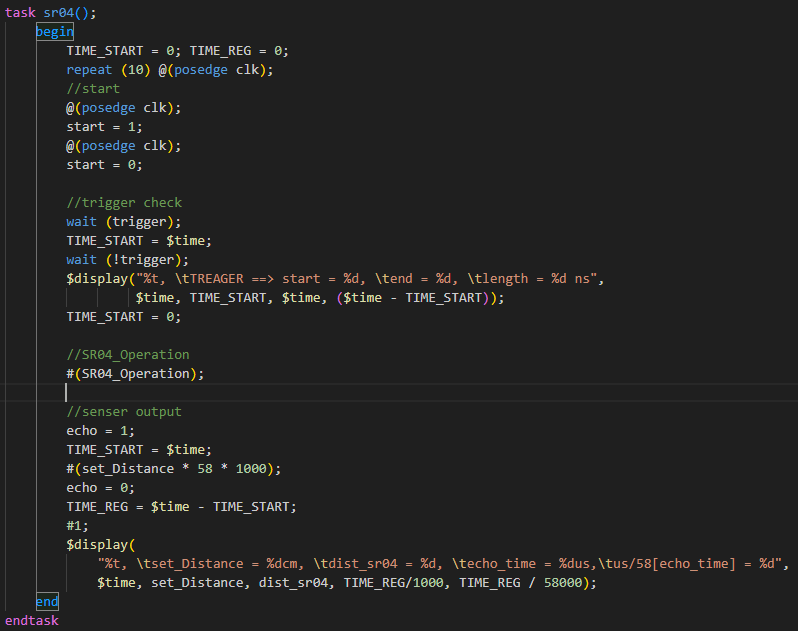 task sr04();
begin
TIME_START = 0; TIME_REG = 0;
repeat (10) @(posedge clk);
//start
@(posedge clk);
start = 1;
@(posedge clk);
start = 0;
//trigger check
wait (trigger);
TIME_START = $time;
wait (!trigger);
$display("%t, \tTREAGER ==> start = %d, \tend = %d, \tlength = %d ns",
$time, TIME_START, $time, ($time - TIME_START));
TIME_START = 0;
//SR04_Operation
#(SR04_Operation);
//senser output
echo = 1;
TIME_START = $time;
#(set_Distance * 58 * 1000);
echo = 0;
TIME_REG = $time - TIME_START;
#1;
$display(
"%t, \tset_Distance = %dcm, \tdist_sr04 = %d, \techo_time = %dus,\tus/58[echo_time] = %d",
$time, set_Distance, dist_sr04, TIME_REG/1000, TIME_REG / 58000);
end
endtask